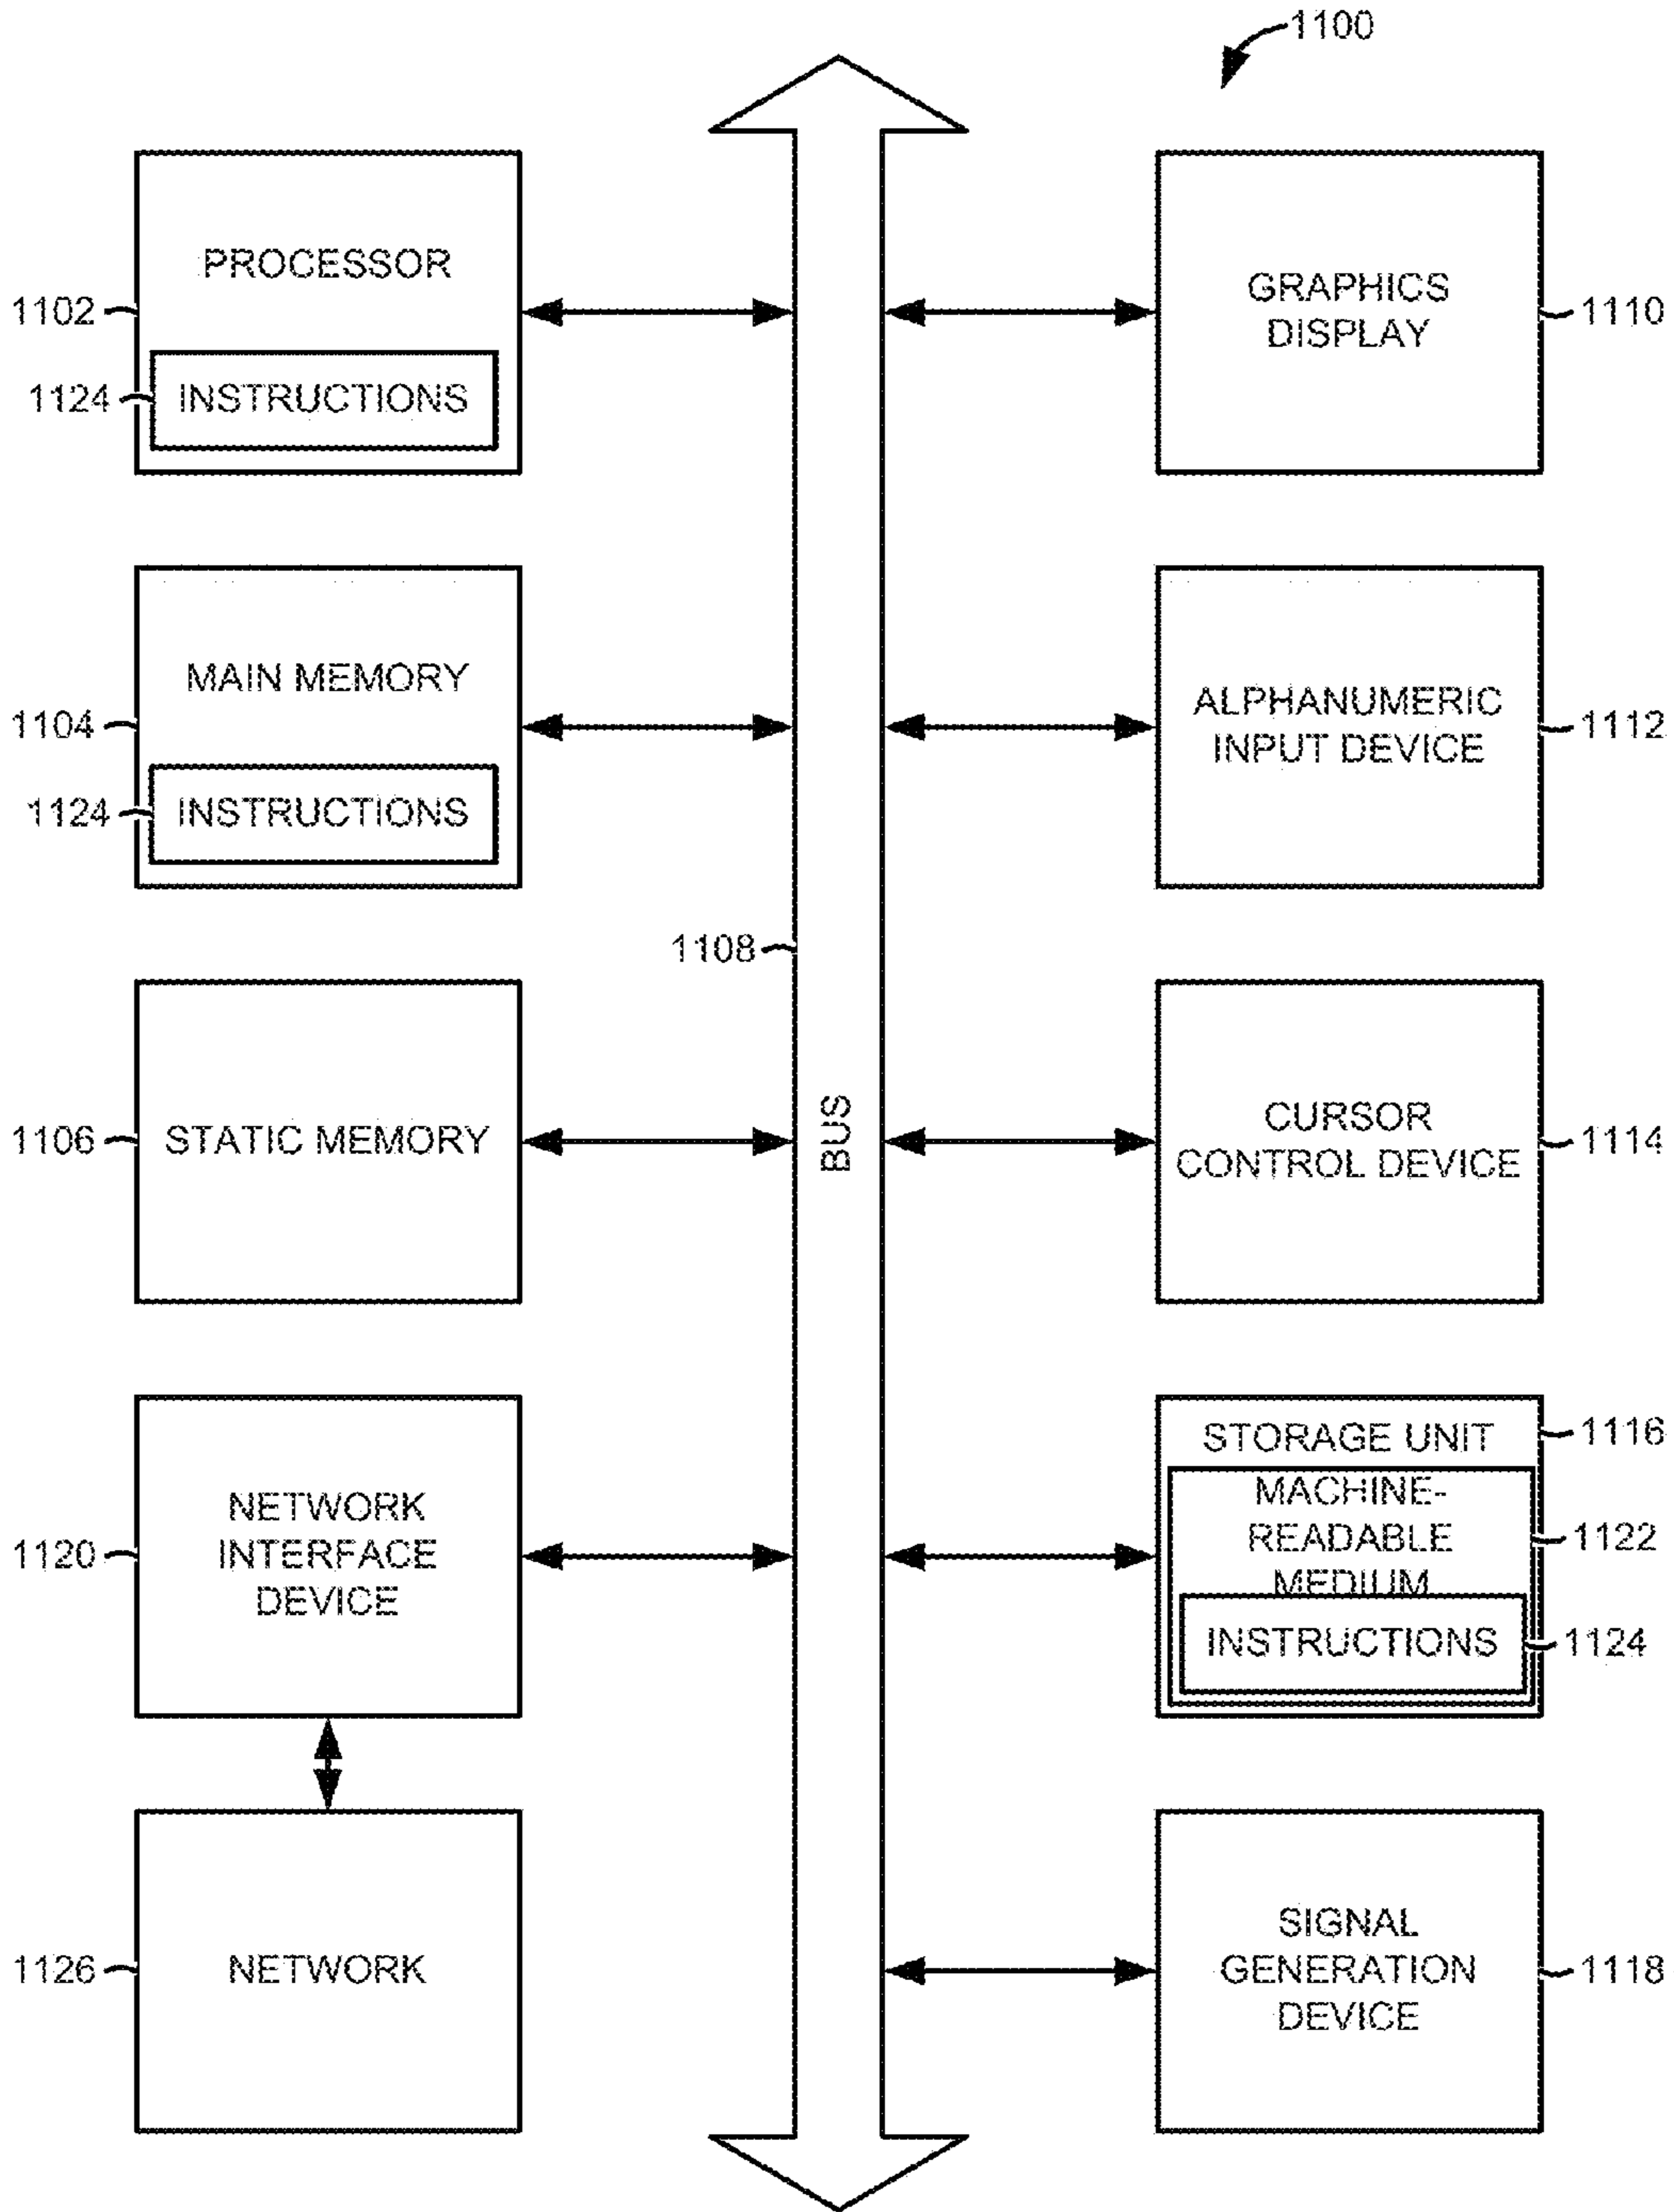 1100
PROCESSOR
1102
1124
INSTRUCTIONS
GRAPHICS
DISPLAY
1110
MAIN MEMORY
1104
1124
INSTRUCTIONS
ALPHANUMERIC
INPUT DEVICE
1112
1108
BUS
1106
STATIC MEMORY
CURSOR
CONTROL DEVICE
1114
1120
NETWORK
INTERFACE
DEVICE
STORAGE UNIT
1116
MACHINE-
READABLE
MEDIUM
1122
INSTRUCTIONS
1124
1126
NETWORK
SIGNAL
GENERATION
DEVICE
1118